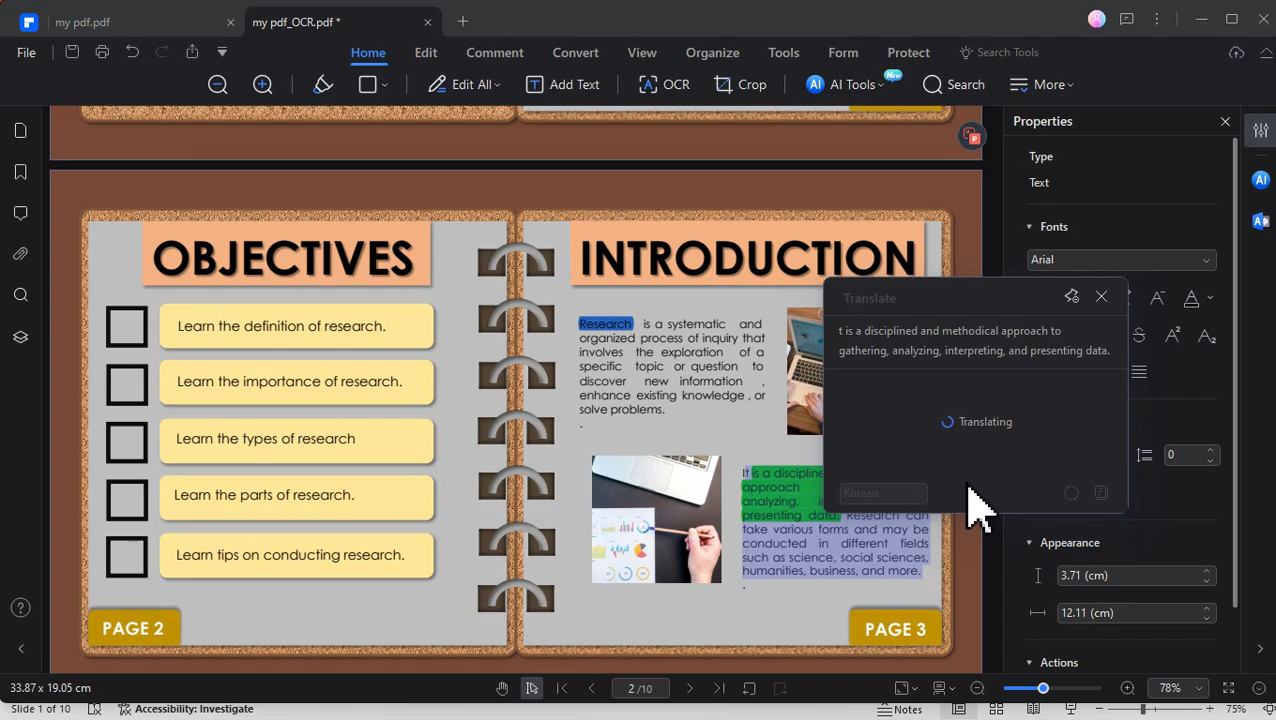 my pdf.pdf
my pdf_OCR.pdf *
File
Home
Edit
Comment
Convert
View
Organize
Tools
Form
Protect
Search Tools
Edit All
Add Text
OCR
Crop
AI
AI Tools
New
Search
More
OBJECTIVES
Learn the definition of research.
Learn the importance of research.
Learn the types of research
Learn the parts of research.
Learn tips on conducting research.
PAGE 2
INTRODUCTION
Research is a systematic and
organized process of inquiry that
involves the exploration of a
specific topic or question to
discover new information ,
enhance existing knowledge , or
solve problems.
.
It is a discipline
approach
analyzing, i
presenting data. Research can
take various forms and may be
conducted in different fields
such as science, social sciences,
humanities, business, and more.
.
PAGE 3
Translate
t is a disciplined and methodical approach to
gathering, analyzing, interpreting, and presenting data.
Translating
Korean
Properties
Type
Text
Fonts
Arial
0
Appearance
3.71 (cm)
12.11 (cm)
Actions
AI
33.87 x 19.05 cm
2 /10
78%
Slide 1 of 10
Accessibility: Investigate
Notes
75%